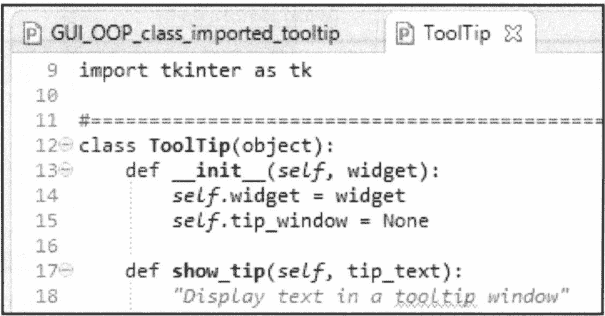 GUI_OOP_class_imported_tooltip ToolTip
9 import tkinter as tk
10
11 #============================================
12 class ToolTip(object):
13 def __init__(self, widget):
14 self.widget = widget
15 self.tip_window = None
16
17 def show_tip(self, tip_text):
18 "Display text in a tooltip window"